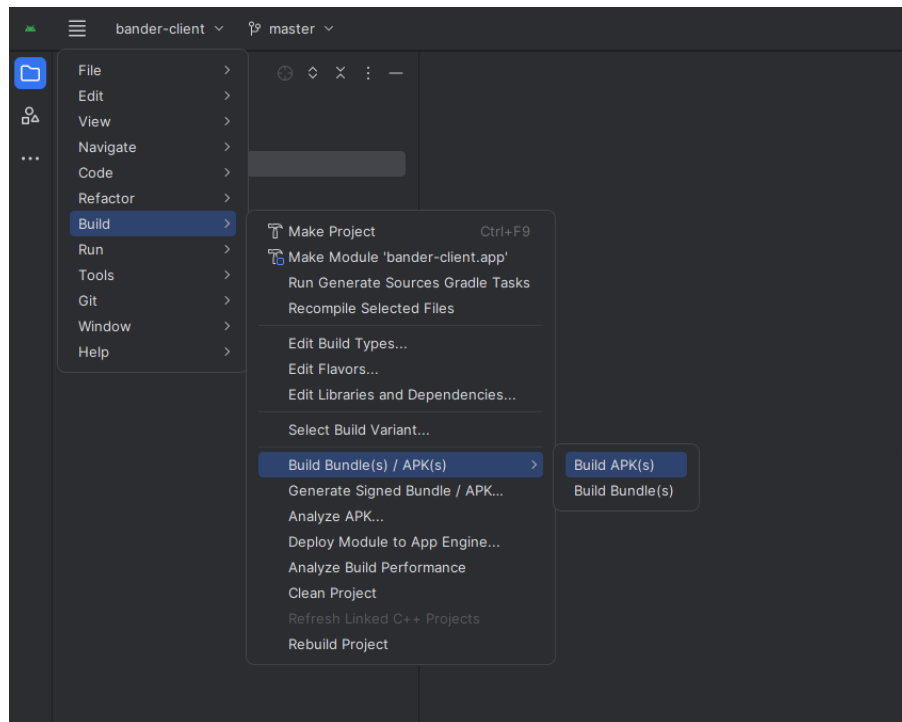 bander-client
master
File
Edit
View
Navigate
Code
Refactor
Build
Run
Tools
Git
Window
Help
Make Project Ctrl+F9
Make Module 'bander-client.app'
Run Generate Sources Gradle Tasks
Recompile Selected Files
Edit Build Types...
Edit Flavors...
Edit Libraries and Dependencies...
Select Build Variant...
Build Bundle(s) / APK(s)
Generate Signed Bundle / APK...
Analyze APK...
Deploy Module to App Engine...
Analyze Build Performance
Clean Project
Refresh Linked C++ Projects
Rebuild Project
Build APK(s)
Build Bundle(s)